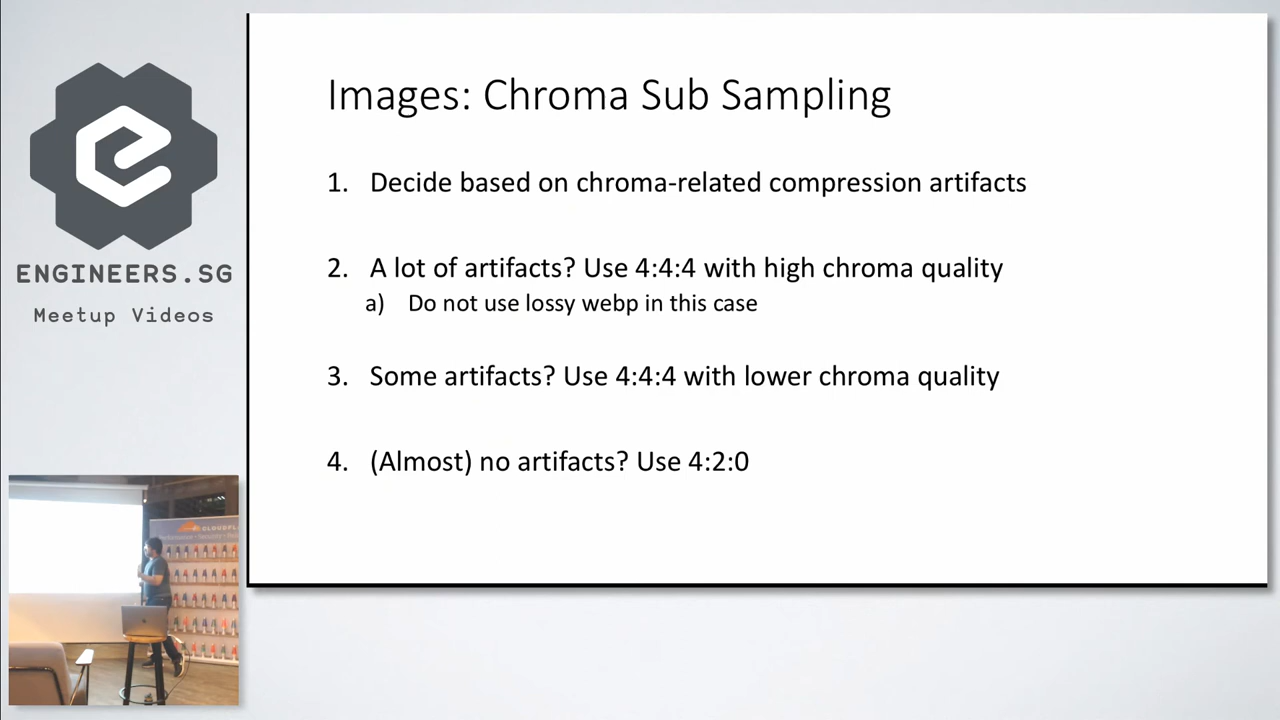 Images: Chroma Sub Sampling
1. Decide based on chroma-related compression artifacts
2. A lot of artifacts? Use 4:4:4 with high chroma quality
a) Do not use lossy webp in this case
3. Some artifacts? Use 4:4:4 with lower chroma quality
4. (Almost) no artifacts? Use 4:2:0
ENGINEERS.SG
Meetup Videos